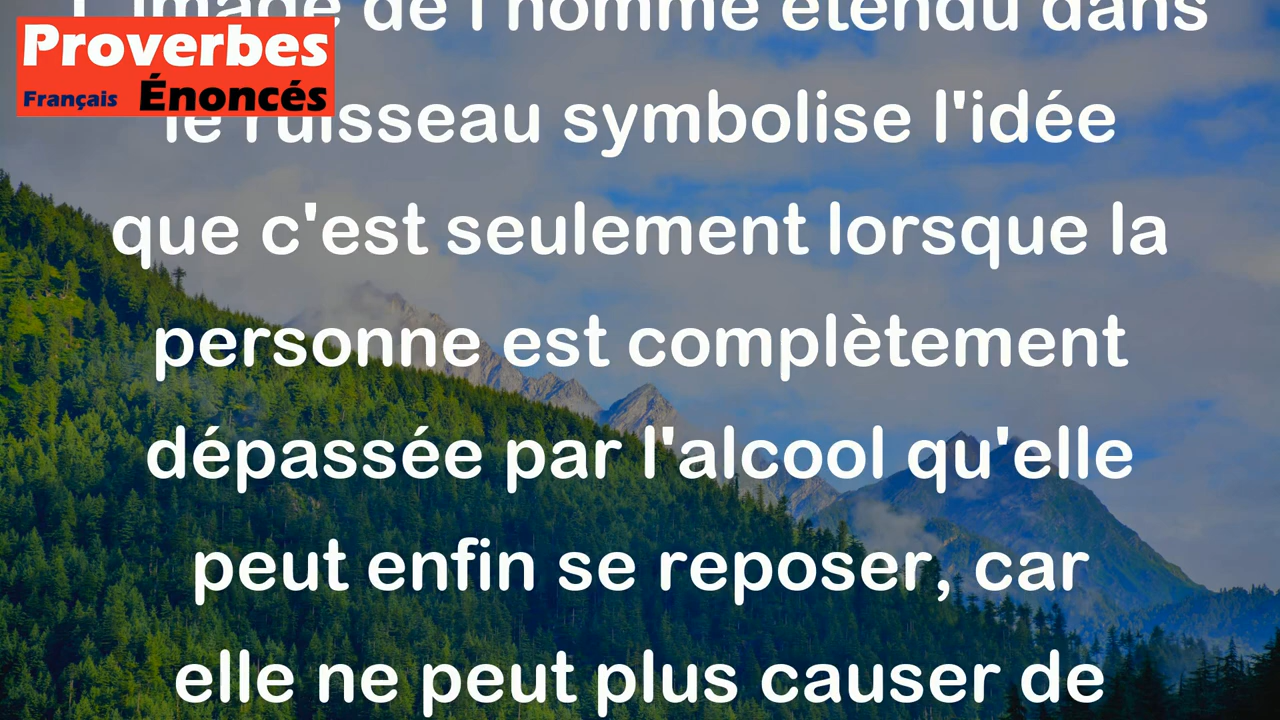 Proverbes
Français Énoncés
L'image de l'homme étendu dans
le ruisseau symbolise l'idée
que c'est seulement lorsque la
personne est complètement
dépassée par l'alcool qu'elle
peut enfin se reposer, car
elle ne peut plus causer de